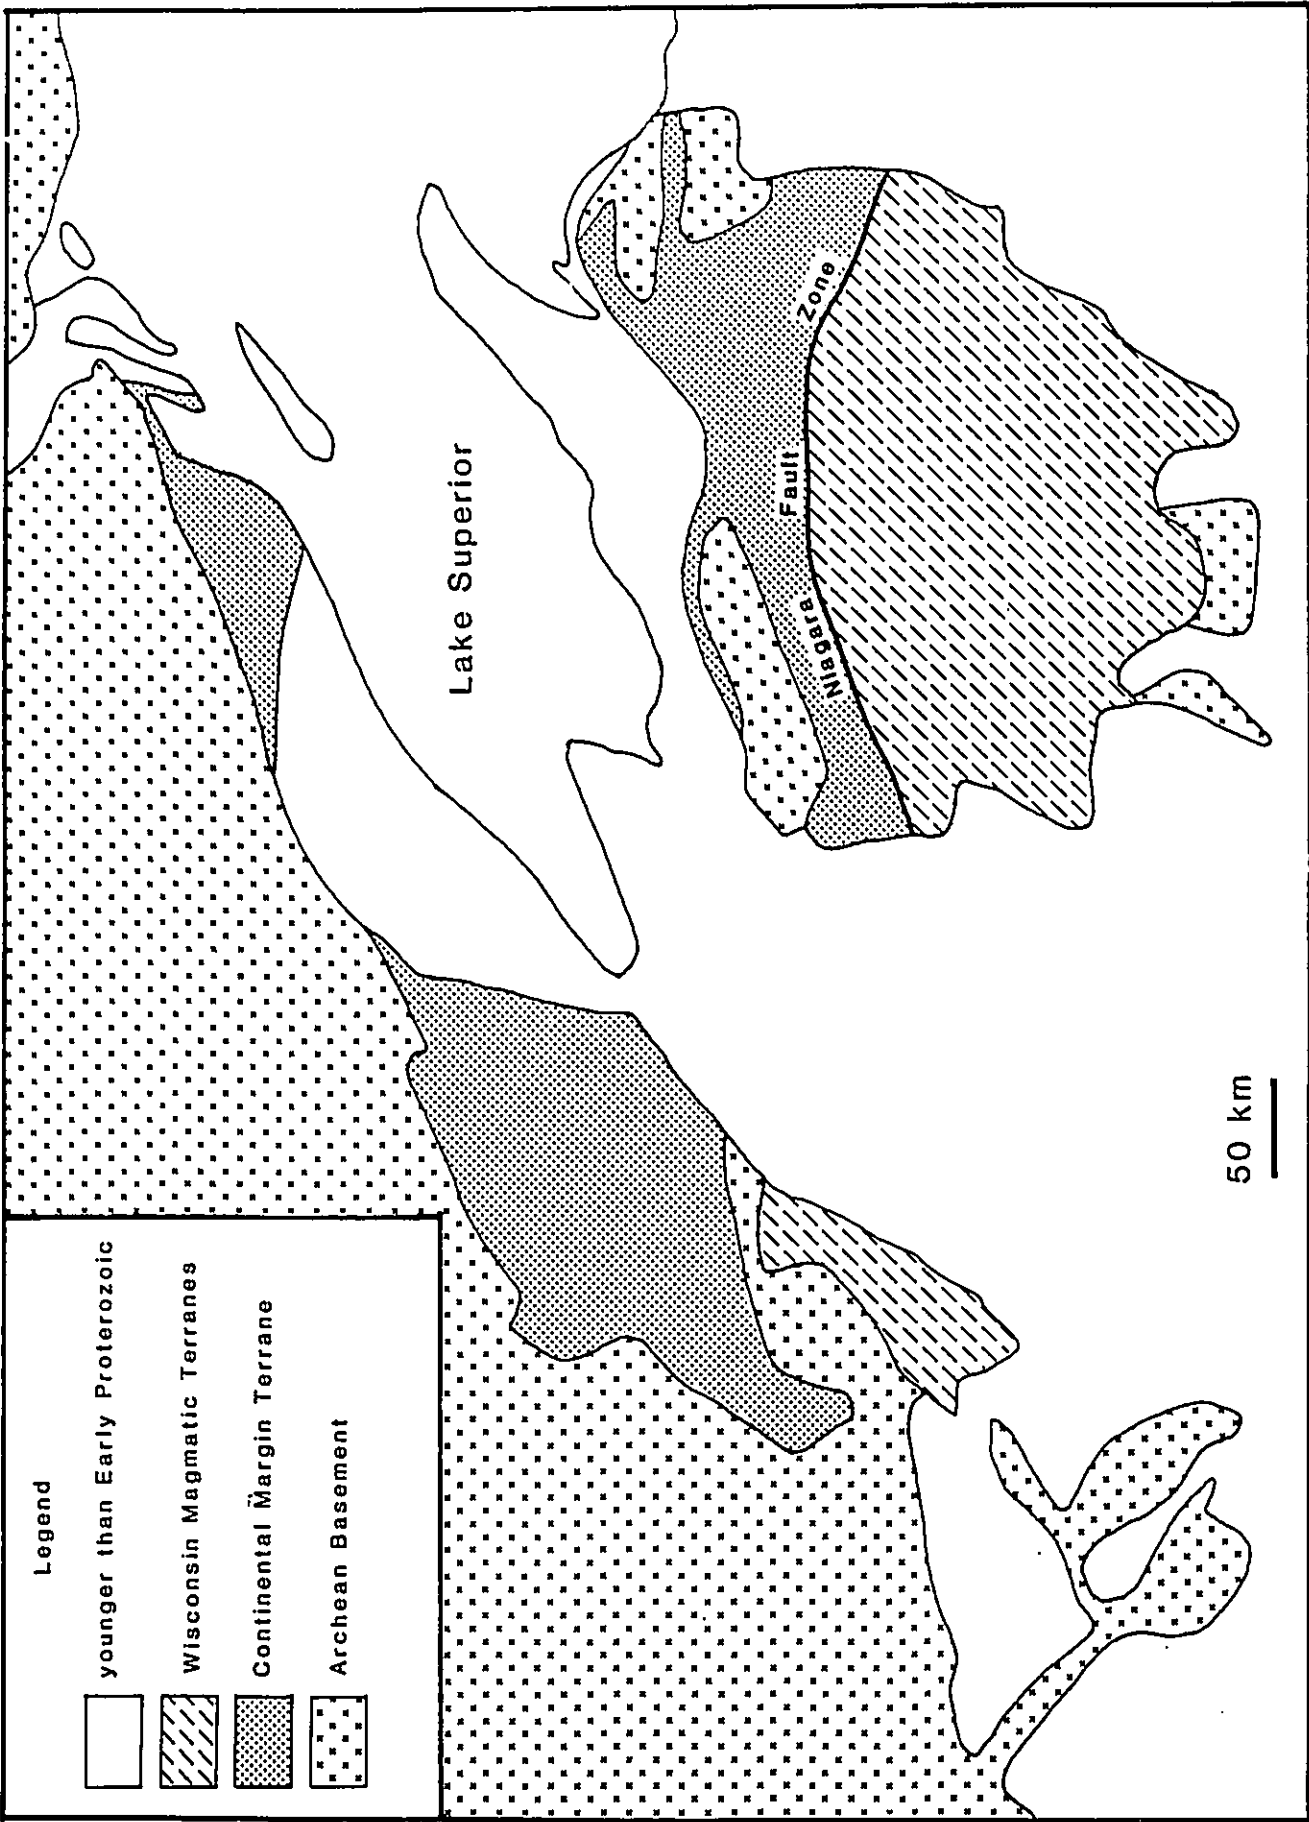 Legend
younger than Early Proterozoic
Wisconsin Magmatic Terranes
Continental Margin Terrane
Archean Basement
Lake Superior
Niagara Fault Zone
50 km